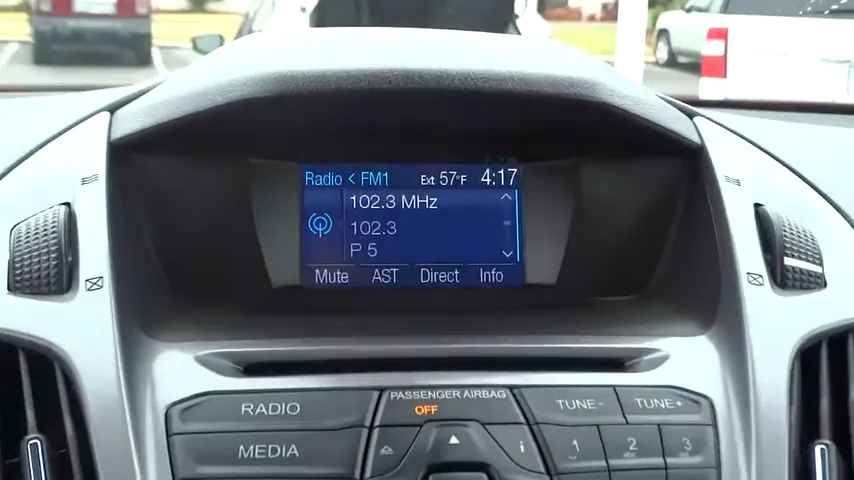 Radio < FM1 Ext 57°F 4:17
102.3 MHz
102.3
P 5
Mute AST Direct Info
PASSENGER AIRBAG
OFF
RADIO TUNE- TUNE+
MEDIA i 1 2 ABC 3